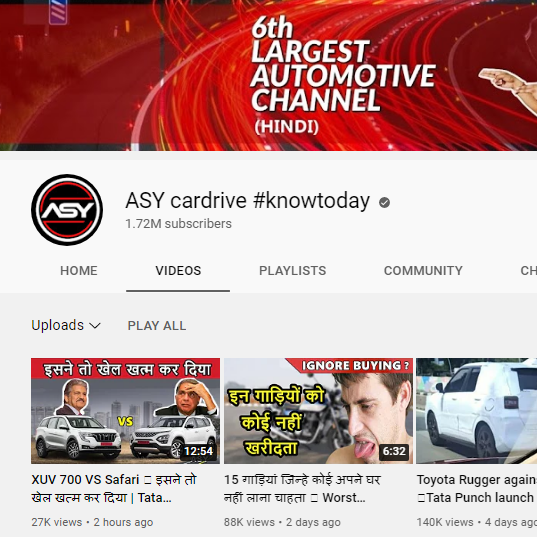 6th
LARGEST
AUTOMOTIVE
CHANNEL
(HINDI)
ASY
ASY cardrive #knowtoday
1.72M subscribers
HOME VIDEOS PLAYLISTS COMMUNITY CH
Uploads PLAY ALL
इसने तो खेल खत्म कर दिया
VS
12:54
IGNORE BUYING ?
इन गाड़ियों को
कोई नहीं
खरीदता
6:32
XUV 700 VS Safari इसने तो
खेल खत्म कर दिया | Tata...
27K views • 2 hours ago
15 गाड़ियां जिन्हे कोई अपने घर
नहीं लाना चाहता Worst...
88K views • 2 days ago
Toyota Rugger again
Tata Punch launch
140K views • 4 days ago